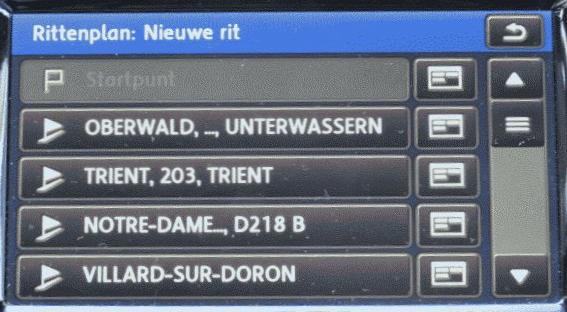 Rittenplan: Nieuwe rit
Startpunt
OBERWALD, .., UNTERWASSERN
TRIENT, 203, TRIENT
NOTRE-DAME.., D218 B
VILLARD-SUR-DORON